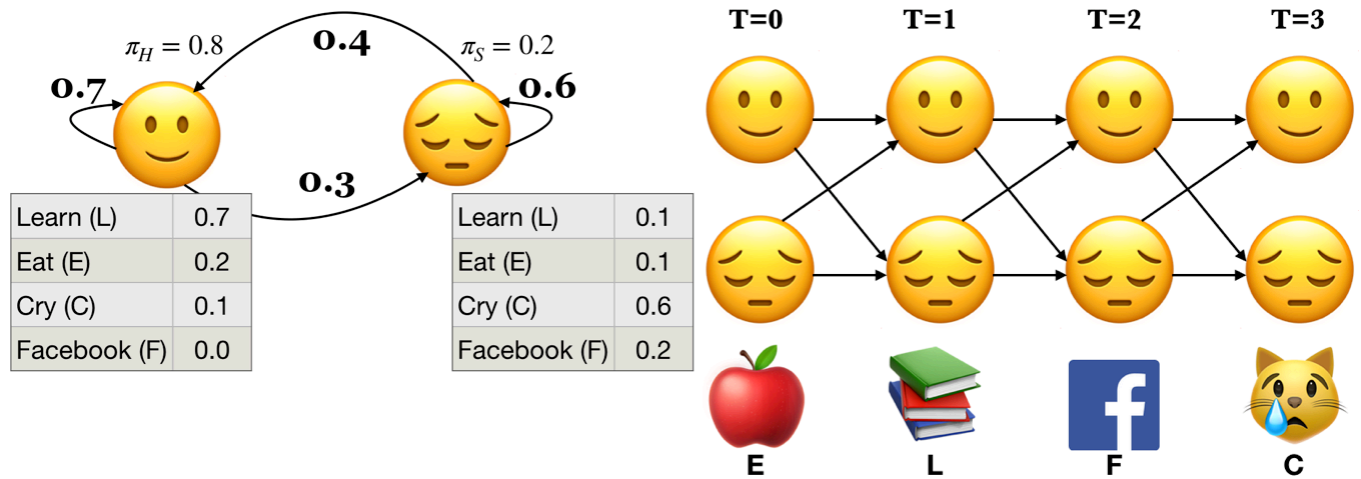 π_H = 0.8
0.4
π_S = 0.2
0.7
0.6
0.3
Learn (L) 0.7
Eat (E) 0.2
Cry (C) 0.1
Facebook (F) 0.0
Learn (L) 0.1
Eat (E) 0.1
Cry (C) 0.6
Facebook (F) 0.2
T=0 T=1 T=2 T=3
f
E L F C